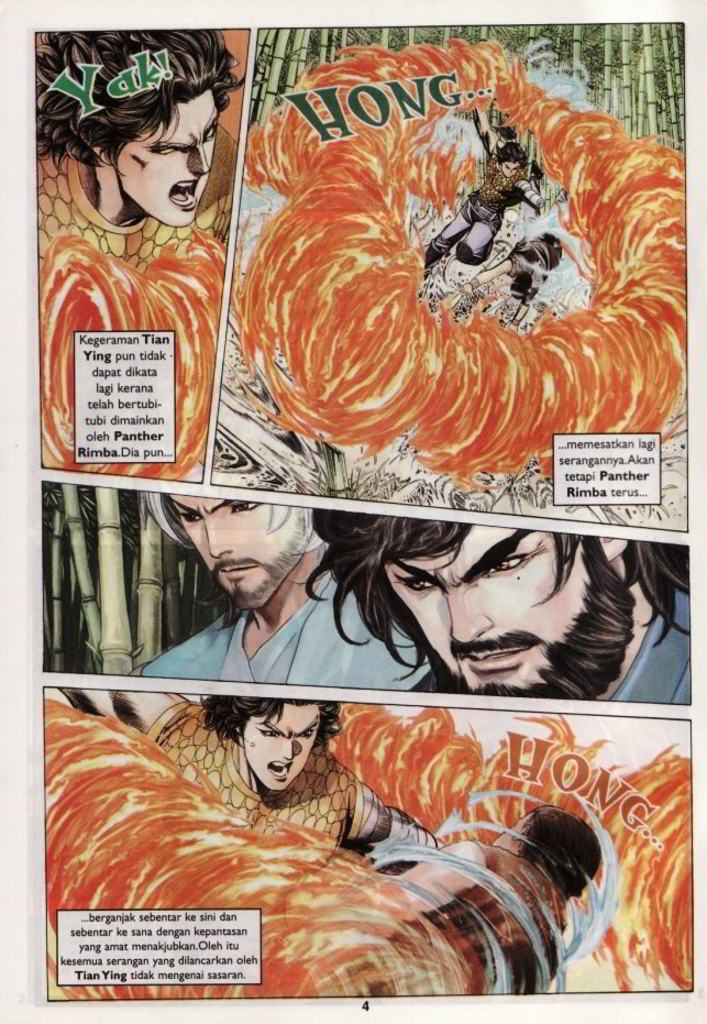 Yak!
HONG...
Kegeraman Tian
Ying pun tidak
dapat dikata
lagi kerana
telah bertubi-
tubi dimainkan
oleh Panther
Rimba.Dia pun...
...memesatkan lagi
serangannya.Akan
tetapi Panther
Rimba terus...
HONG...
...berganjak sebentar ke sini dan
sebentar ke sana dengan kepantasan
yang amat menakjubkan.Oleh itu
kesemua serangan yang dilancarkan oleh
Tian Ying tidak mengenai sasaran.
4